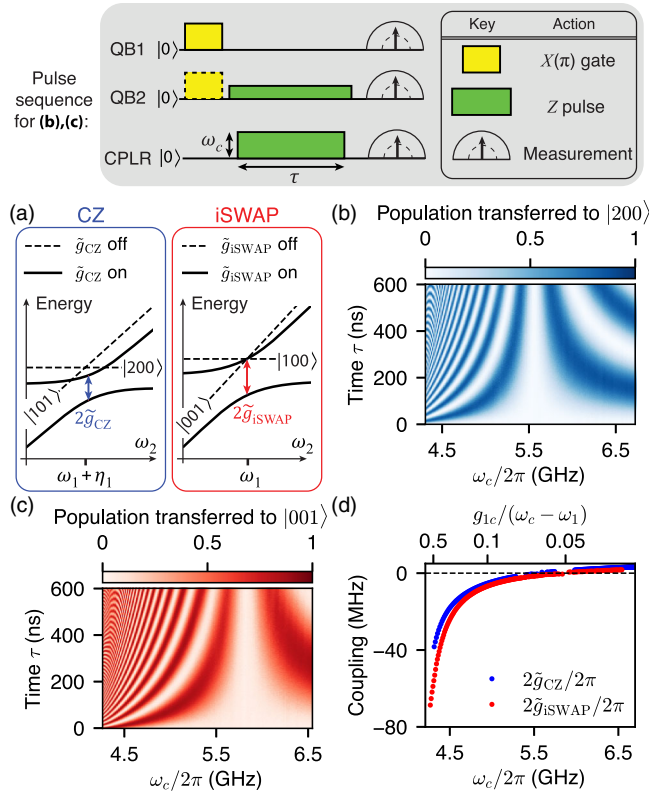 Pulse
sequence
for (b),(c):
QB1 |0⟩
QB2 |0⟩
CPLR |0⟩
ω_c
τ
Key Action
X(π) gate
Z pulse
Measurement
(a)
CZ
g̃_CZ off
g̃_CZ on
Energy
|101⟩
|200⟩
2g̃_CZ
ω_2
ω_1 + η_1
iSWAP
g̃_iSWAP off
g̃_iSWAP on
Energy
|001⟩
|100⟩
2g̃_iSWAP
ω_2
ω_1
(b)
Population transferred to |200⟩
0 0.5 1
Time τ (ns)
600
400
200
0
4.5 5.5 6.5
ω_c/2π (GHz)
(c)
Population transferred to |001⟩
0 0.5 1
Time τ (ns)
600
400
200
0
4.5 5.5 6.5
ω_c/2π (GHz)
(d)
g_1c/(ω_c − ω_1)
0.5 0.1 0.05
Coupling (MHz)
0
−40
−80
2g̃_CZ/2π
2g̃_iSWAP/2π
4.5 5.5 6.5
ω_c/2π (GHz)